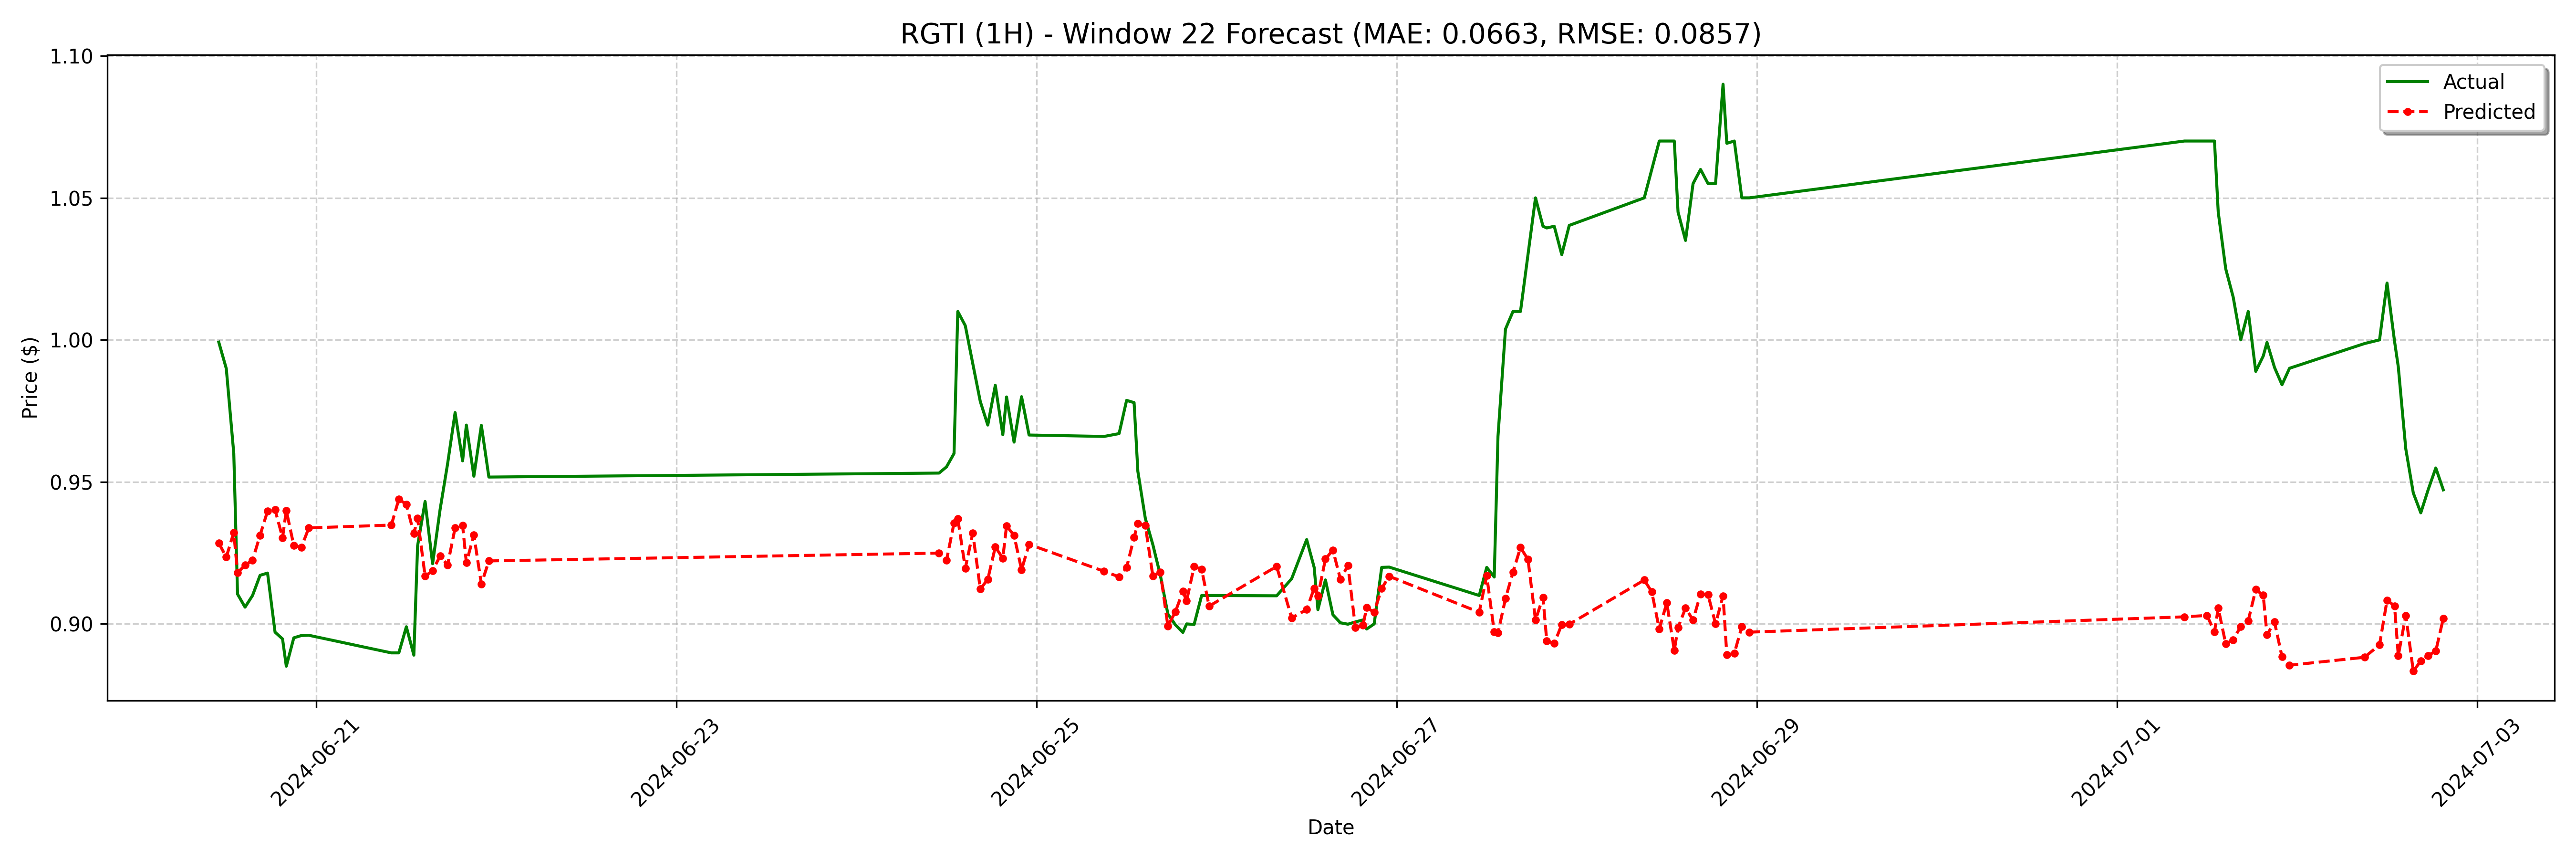 RGTI (1H) - Window 22 Forecast (MAE: 0.0663, RMSE: 0.0857)
Actual
Predicted
Price ($)
1.10
1.05
1.00
0.95
0.90
2024-06-21
2024-06-23
2024-06-25
2024-06-27
2024-06-29
2024-07-01
2024-07-03
Date